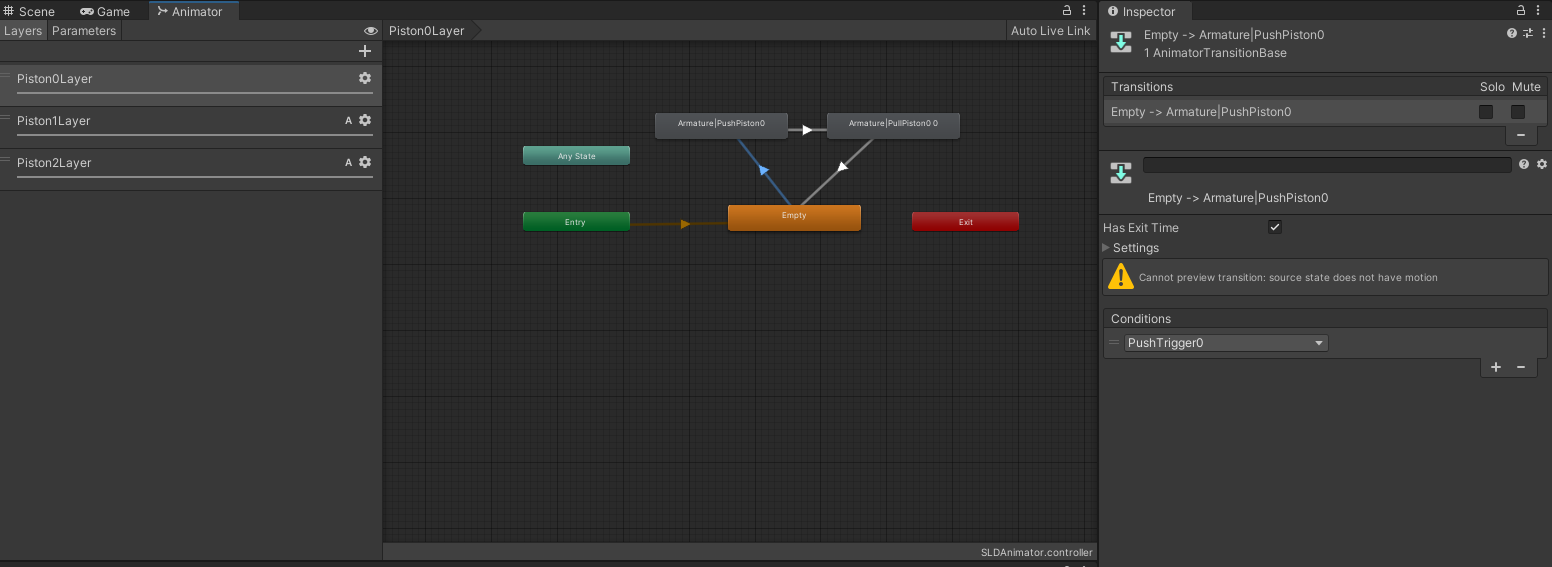 Scene
Game
Animator
Layers
Parameters
Piston0Layer
Auto Live Link
Piston0Layer
Piston1Layer
A
Piston2Layer
A
Armature|PushPiston0
Armature|PullPiston0 0
Any State
Empty
Entry
Exit
SLDAnimator.controller
Inspector
Empty -> Armature|PushPiston0
1 AnimatorTransitionBase
Transitions Solo Mute
Empty -> Armature|PushPiston0
Empty -> Armature|PushPiston0
Has Exit Time
Settings
Cannot preview transition: source state does not have motion
Conditions
PushTrigger0